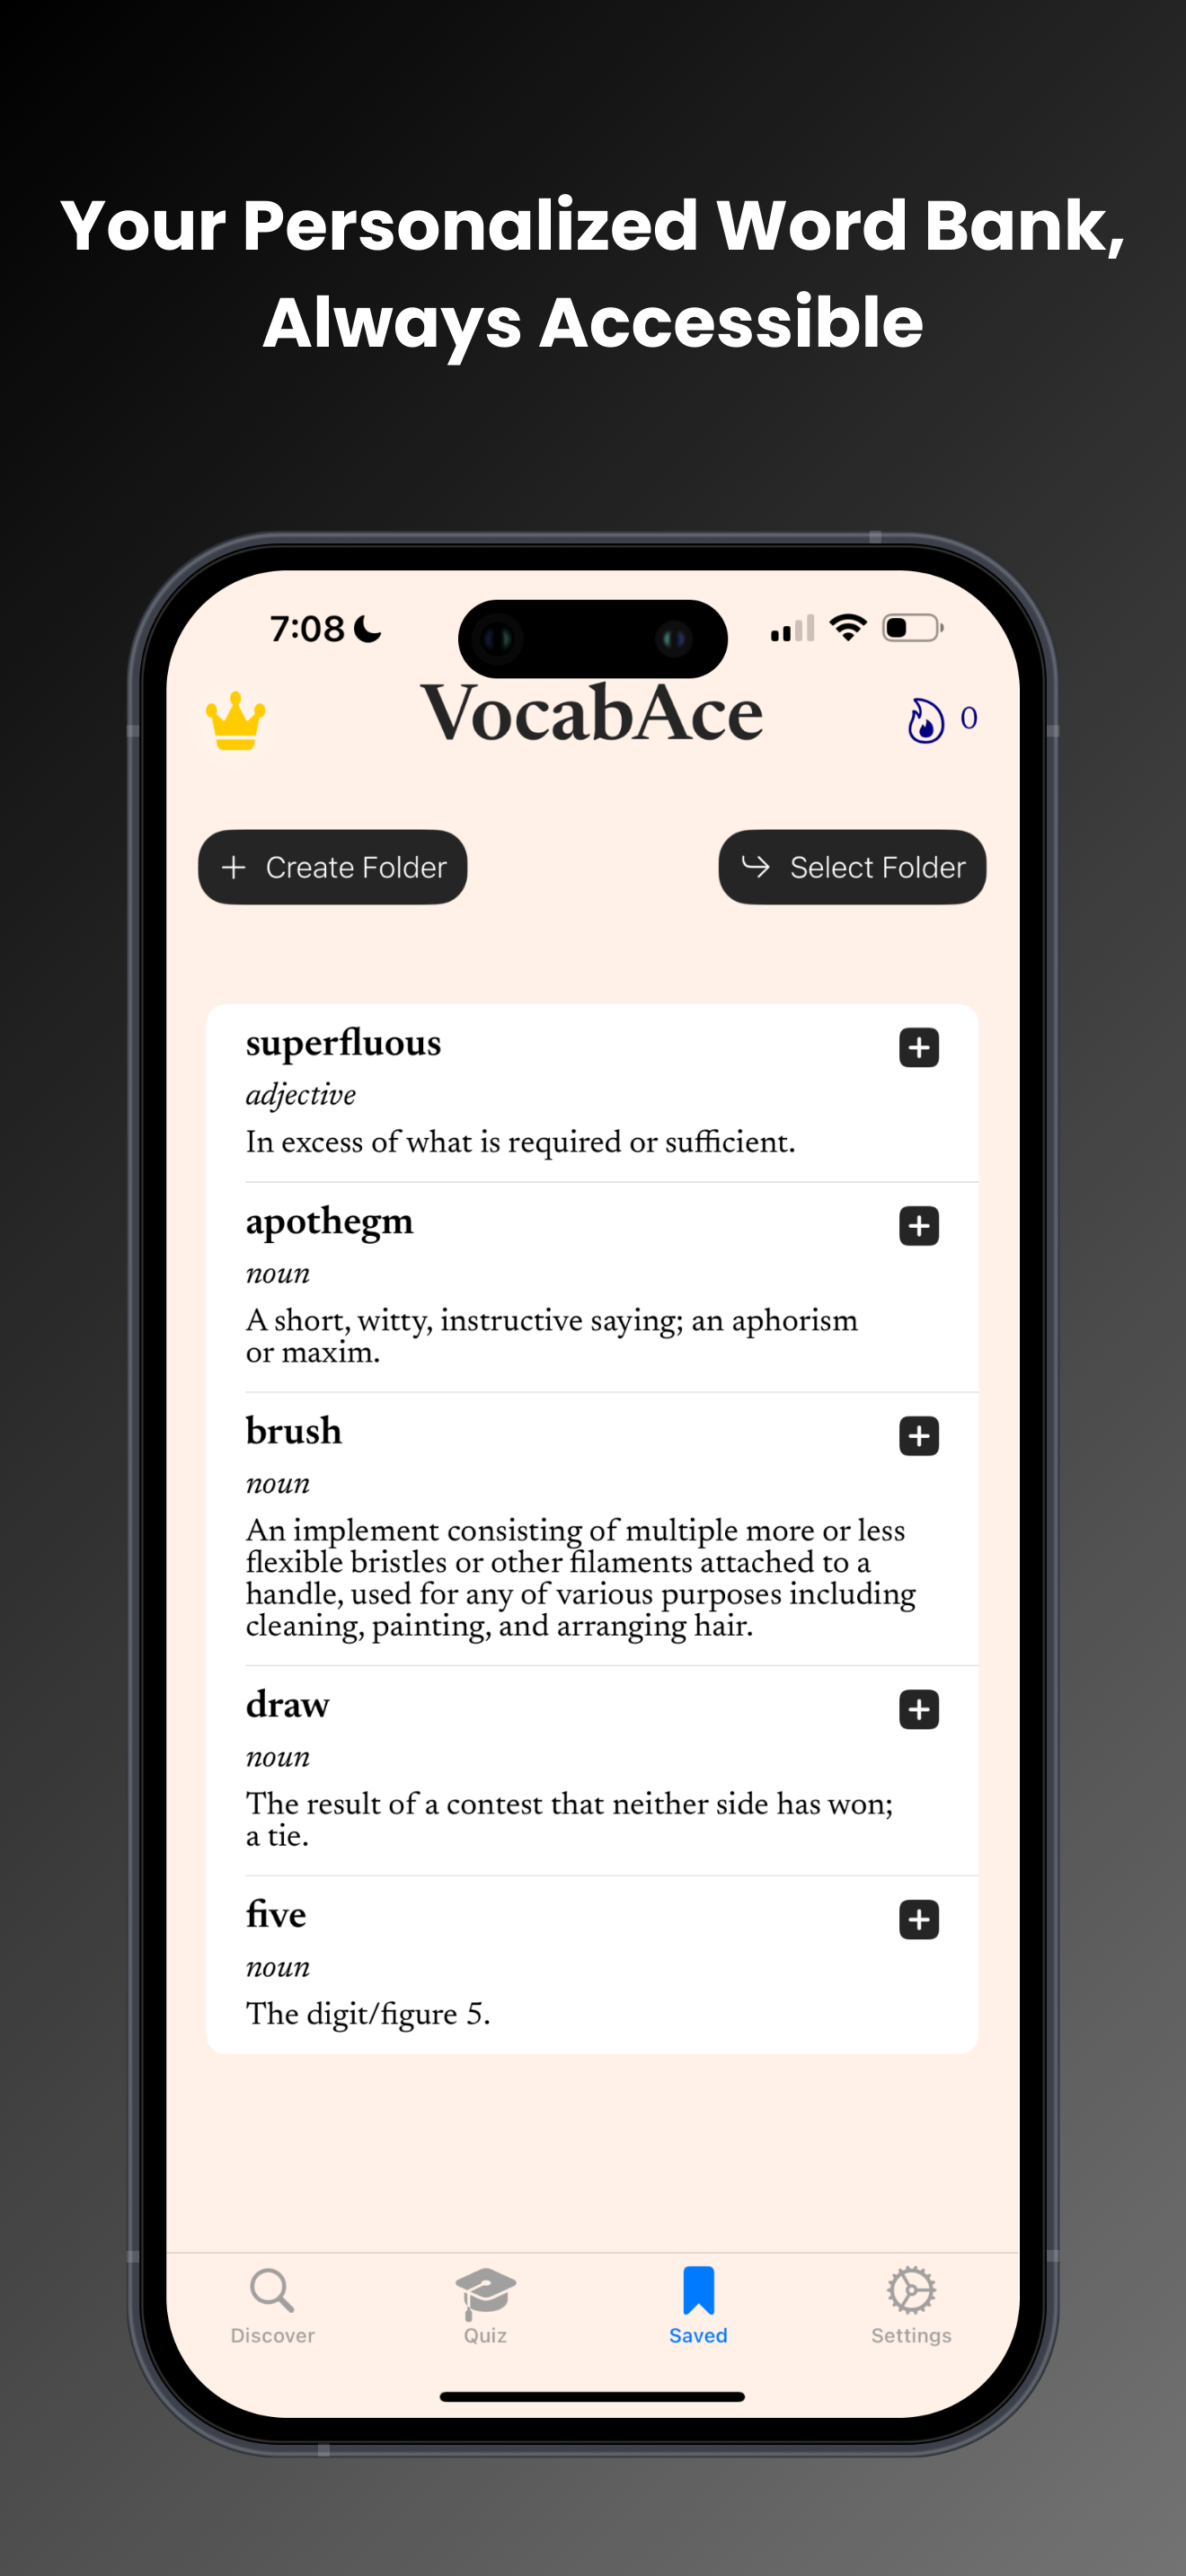 Your Personalized Word Bank,
Always Accessible
7:08
VocabAce
0
Create Folder
Select Folder
superfluous
adjective
In excess of what is required or sufficient.
apothegm
noun
A short, witty, instructive saying; an aphorism
or maxim.
brush
noun
An implement consisting of multiple more or less
flexible bristles or other filaments attached to a
handle, used for any of various purposes including
cleaning, painting, and arranging hair.
draw
noun
The result of a contest that neither side has won;
a tie.
five
noun
The digit/figure 5.
Discover
Quiz
Saved
Settings